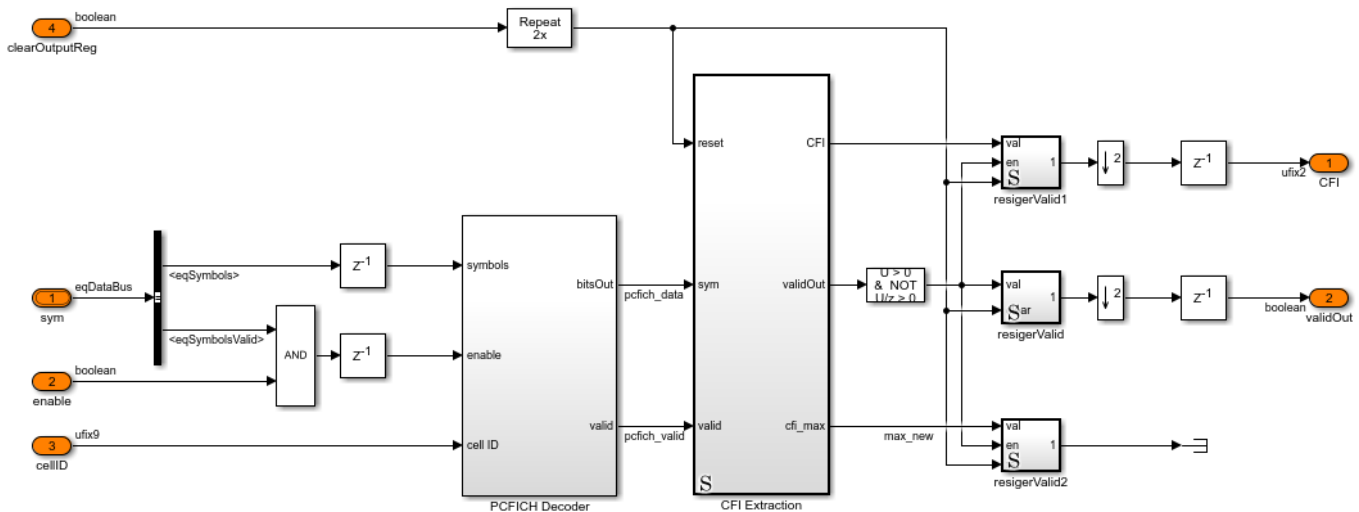 boolean
4
clearOutputReg
Repeat
2x
reset
CFI
val
en
1
S
resigerValid1
2
Z-1
ufix2
1
CFI
eqDataBus
1
sym
<eqSymbols>
Z-1
<eqSymbolsValid>
AND
Z-1
boolean
2
enable
ufix9
3
cellID
symbols
enable
cell ID
bitsOut
valid
PCFICH Decoder
pcfich_data
pcfich_valid
sym
valid
validOut
cfi_max
S
CFI Extraction
U > 0
& NOT
U/z > 0
val
1
S ar
resigerValid
2
Z-1
boolean
2
validOut
max_new
val
en
1
S
resigerValid2